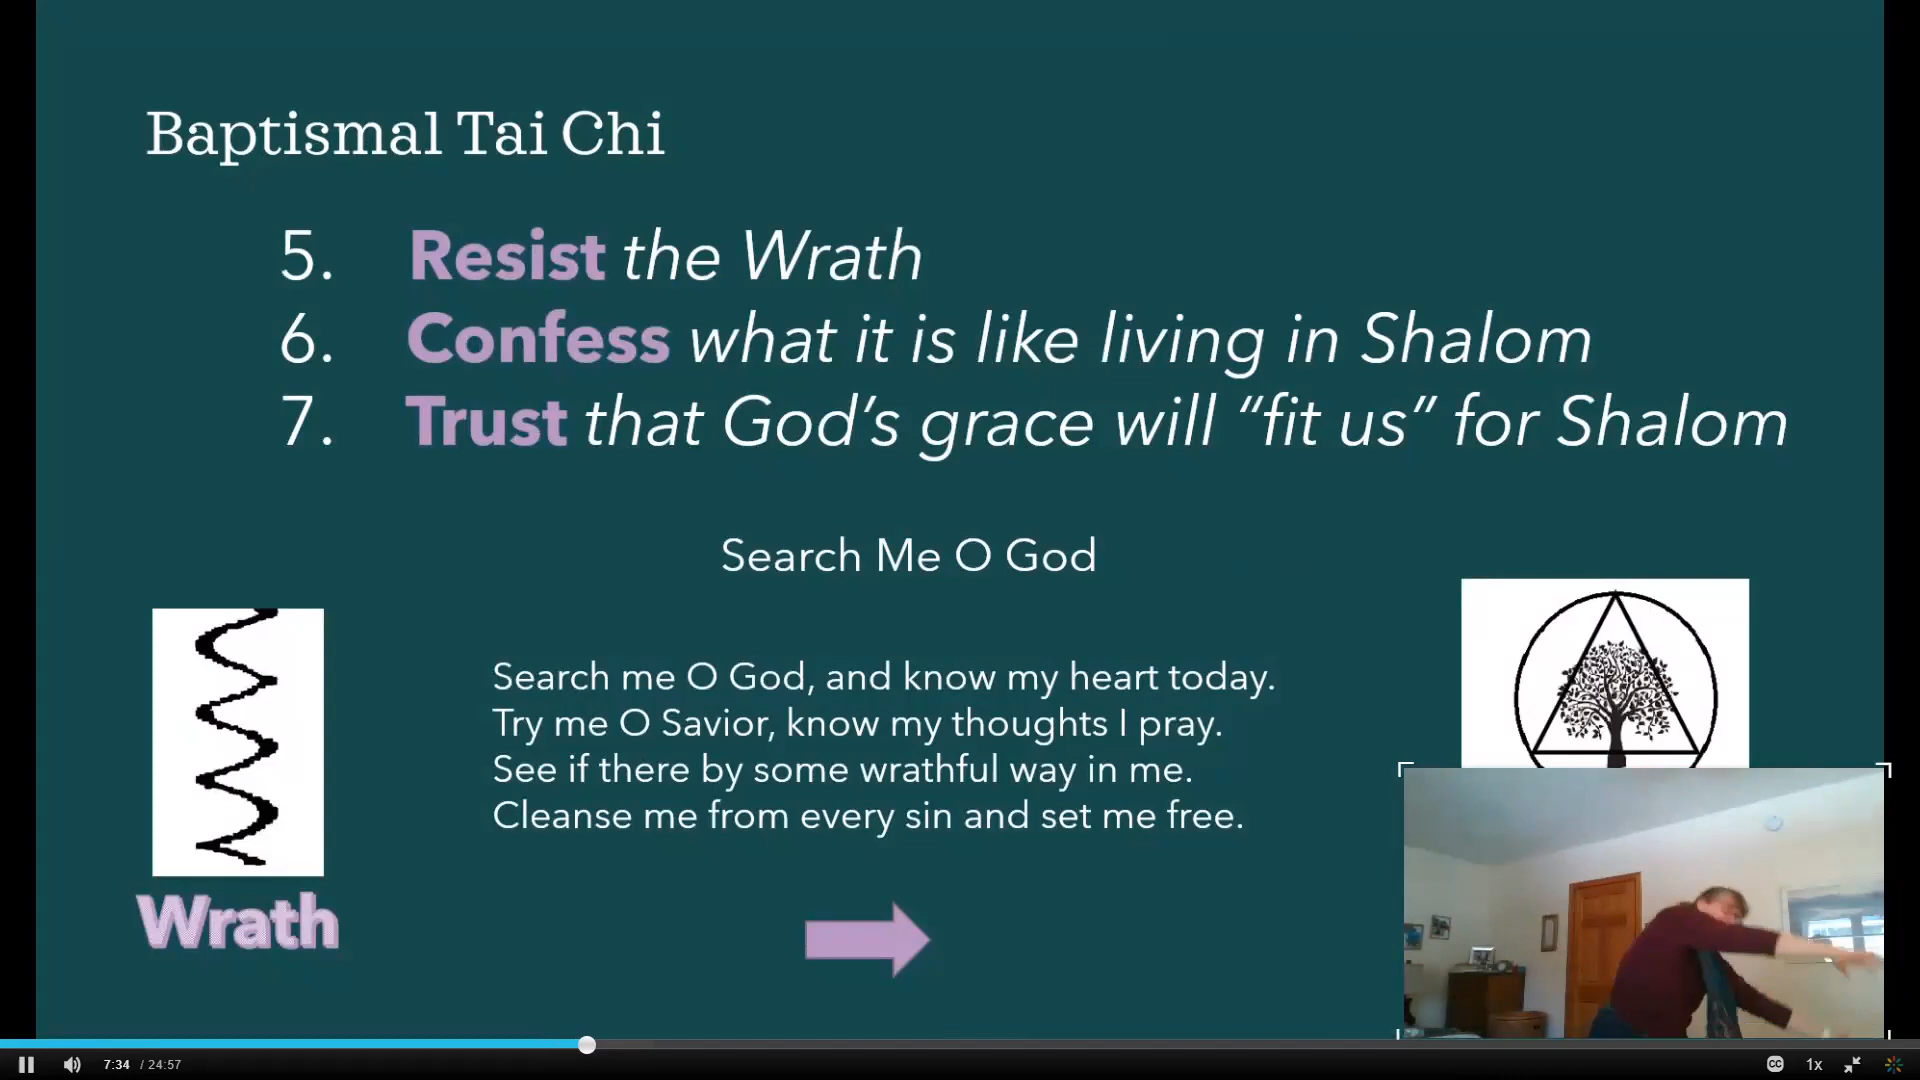 Baptismal Tai Chi
5. Resist the Wrath
6. Confess what it is like living in Shalom
7. Trust that God’s grace will “fit us” for Shalom
Search Me O God
Search me O God, and know my heart today.
Try me O Savior, know my thoughts I pray.
See if there by some wrathful way in me.
Cleanse me from every sin and set me free.
Wrath
7:34 / 24:57
CC
1x